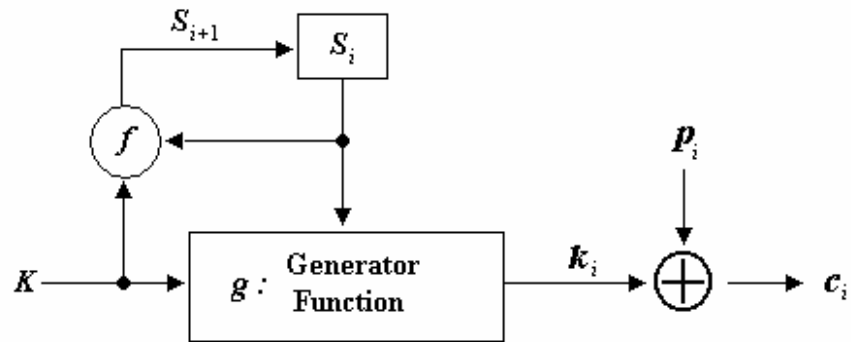 S_{i+1}
S_i
f
p_i
K
g : Generator
Function
k_i
c_i